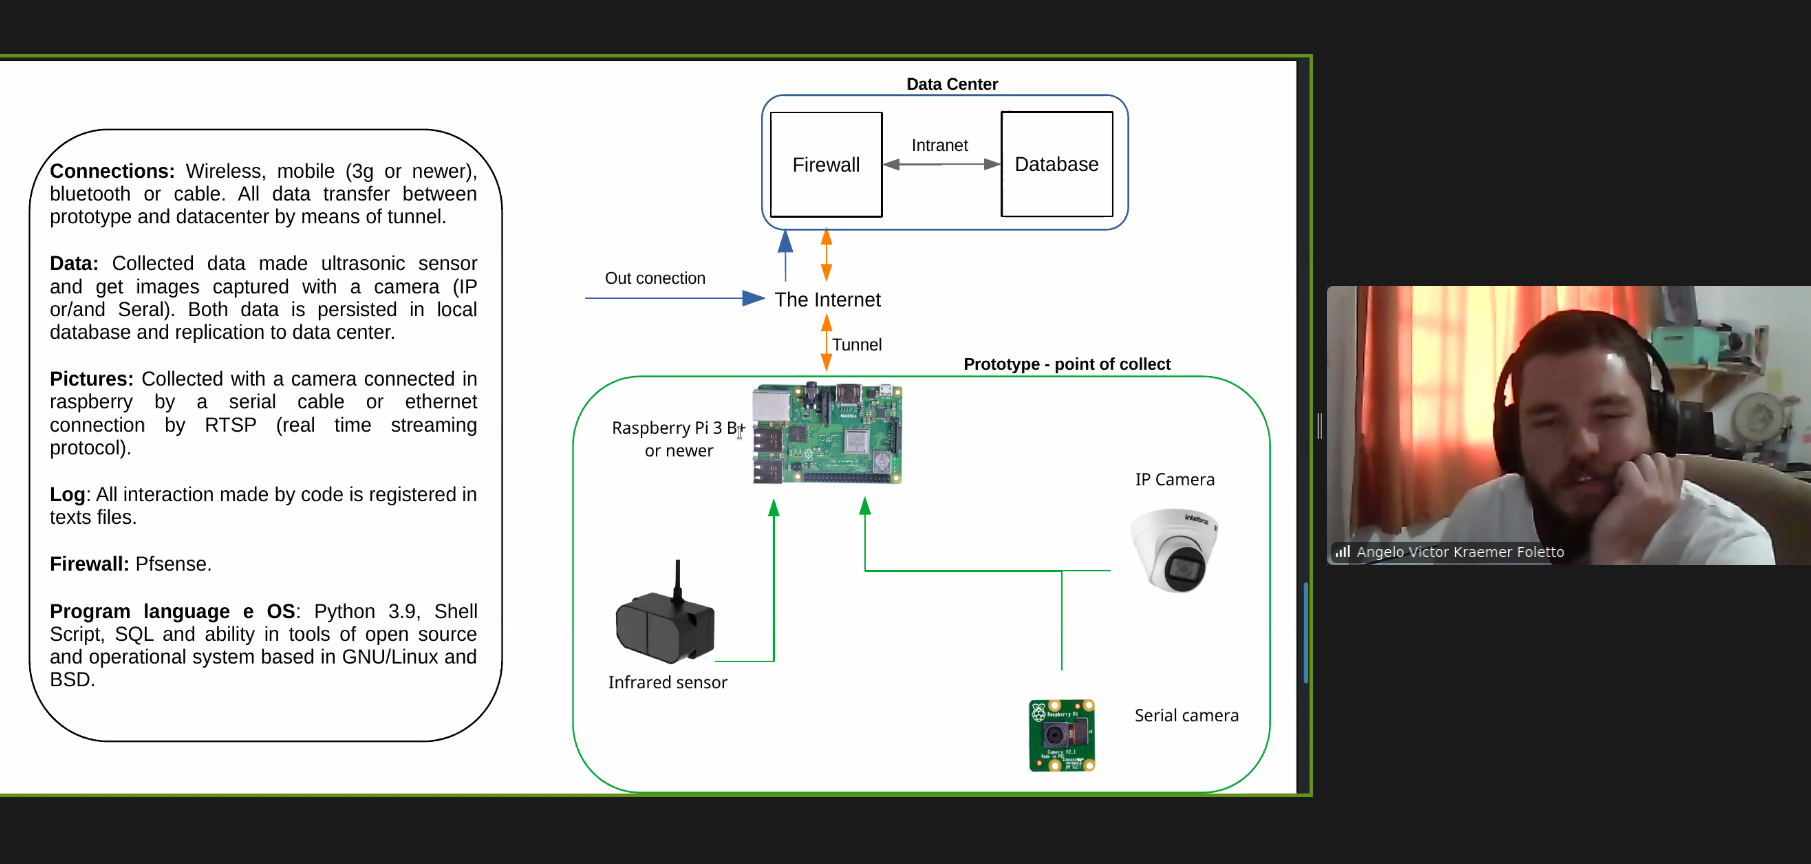 Connections: Wireless, mobile (3g or newer),
bluetooth or cable. All data transfer between
prototype and datacenter by means of tunnel.
Data: Collected data made ultrasonic sensor
and get images captured with a camera (IP
or/and Seral). Both data is persisted in local
database and replication to data center.
Pictures: Collected with a camera connected in
raspberry by a serial cable or ethernet
connection by RTSP (real time streaming
protocol).
Log: All interaction made by code is registered in
texts files.
Firewall: Pfsense.
Program language e OS: Python 3.9, Shell
Script, SQL and ability in tools of open source
and operational system based in GNU/Linux and
BSD.
Data Center
Firewall
Intranet
Database
Out conection
The Internet
Tunnel
Prototype - point of collect
Raspberry Pi 3 B+
or newer
IP Camera
intelbras
Infrared sensor
Raspberry Pi
Camera V2.1
Serial camera
Angelo Victor Kraemer Foletto